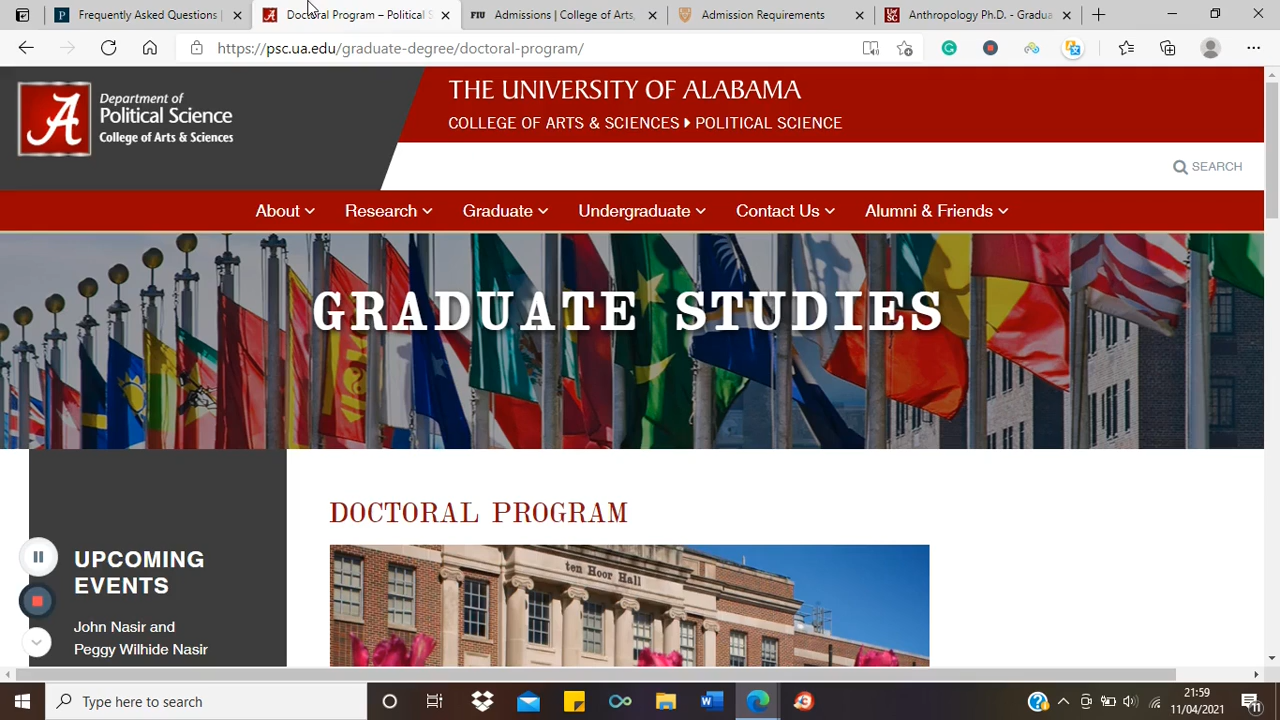 Frequently Asked Questions
Doctoral Program – Political S
FIU Admissions | College of Arts,
Admission Requirements
Anthropology Ph.D. - Gradua
https://psc.ua.edu/graduate-degree/doctoral-program/
Department of
Political Science
College of Arts & Sciences
THE UNIVERSITY OF ALABAMA
COLLEGE OF ARTS & SCIENCES POLITICAL SCIENCE
SEARCH
About
Research
Graduate
Undergraduate
Contact Us
Alumni & Friends
GRADUATE STUDIES
DOCTORAL PROGRAM
ten Hoor Hall
UPCOMING
EVENTS
John Nasir and
Peggy Wilhide Nasir
Type here to search
21:59
11/04/2021